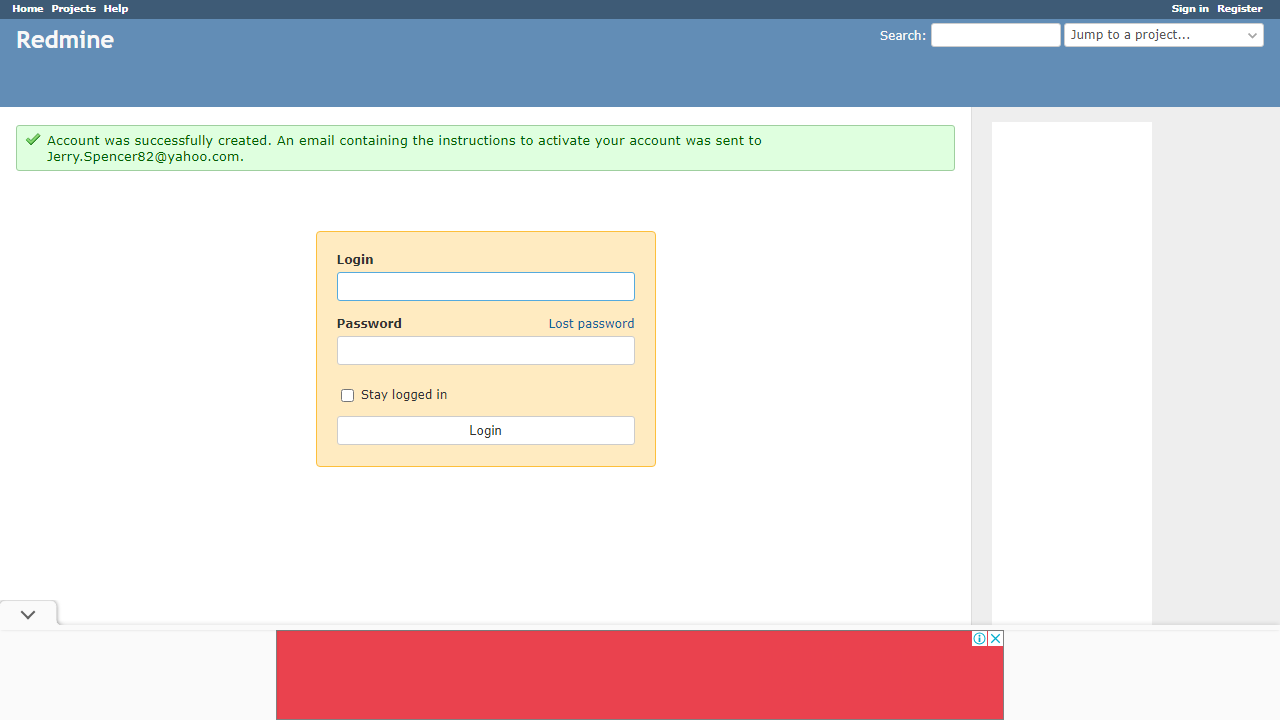 Home Projects Help
Sign in Register
Redmine
Search:
Jump to a project...
Account was successfully created. An email containing the instructions to activate your account was sent to
Jerry.Spencer82@yahoo.com.
Login
Password
Lost password
Stay logged in
Login